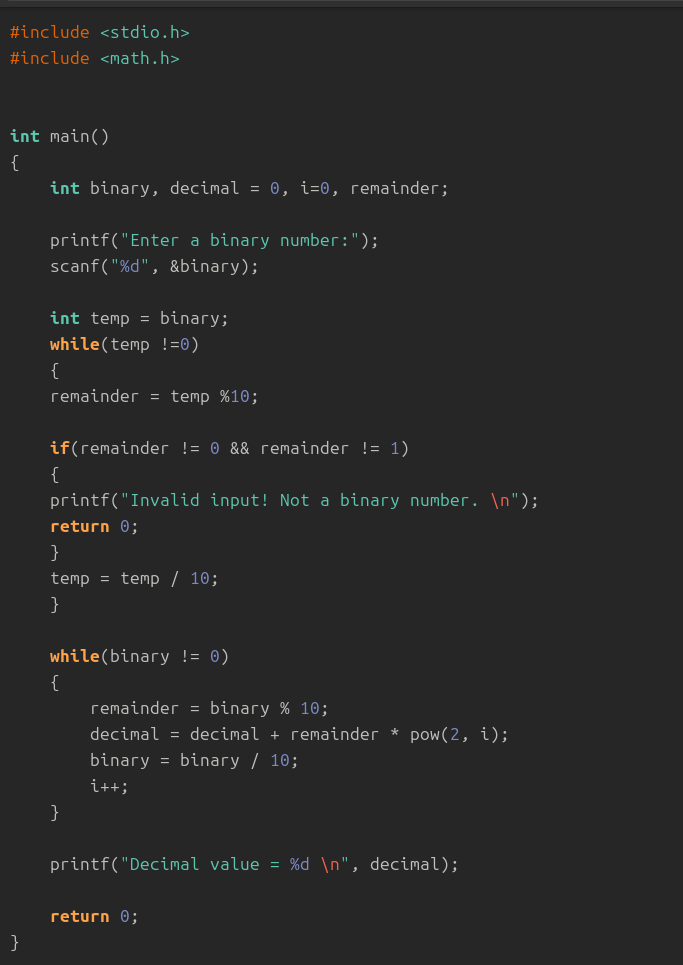 #include <stdio.h>
#include <math.h>
int main()
{
int binary, decimal = 0, i=0, remainder;
printf("Enter a binary number:");
scanf("%d", &binary);
int temp = binary;
while(temp !=0)
{
remainder = temp %10;
if(remainder != 0 && remainder != 1)
{
printf("Invalid input! Not a binary number. \n");
return 0;
}
temp = temp / 10;
}
while(binary != 0)
{
remainder = binary % 10;
decimal = decimal + remainder * pow(2, i);
binary = binary / 10;
i++;
}
printf("Decimal value = %d \n", decimal);
return 0;
}